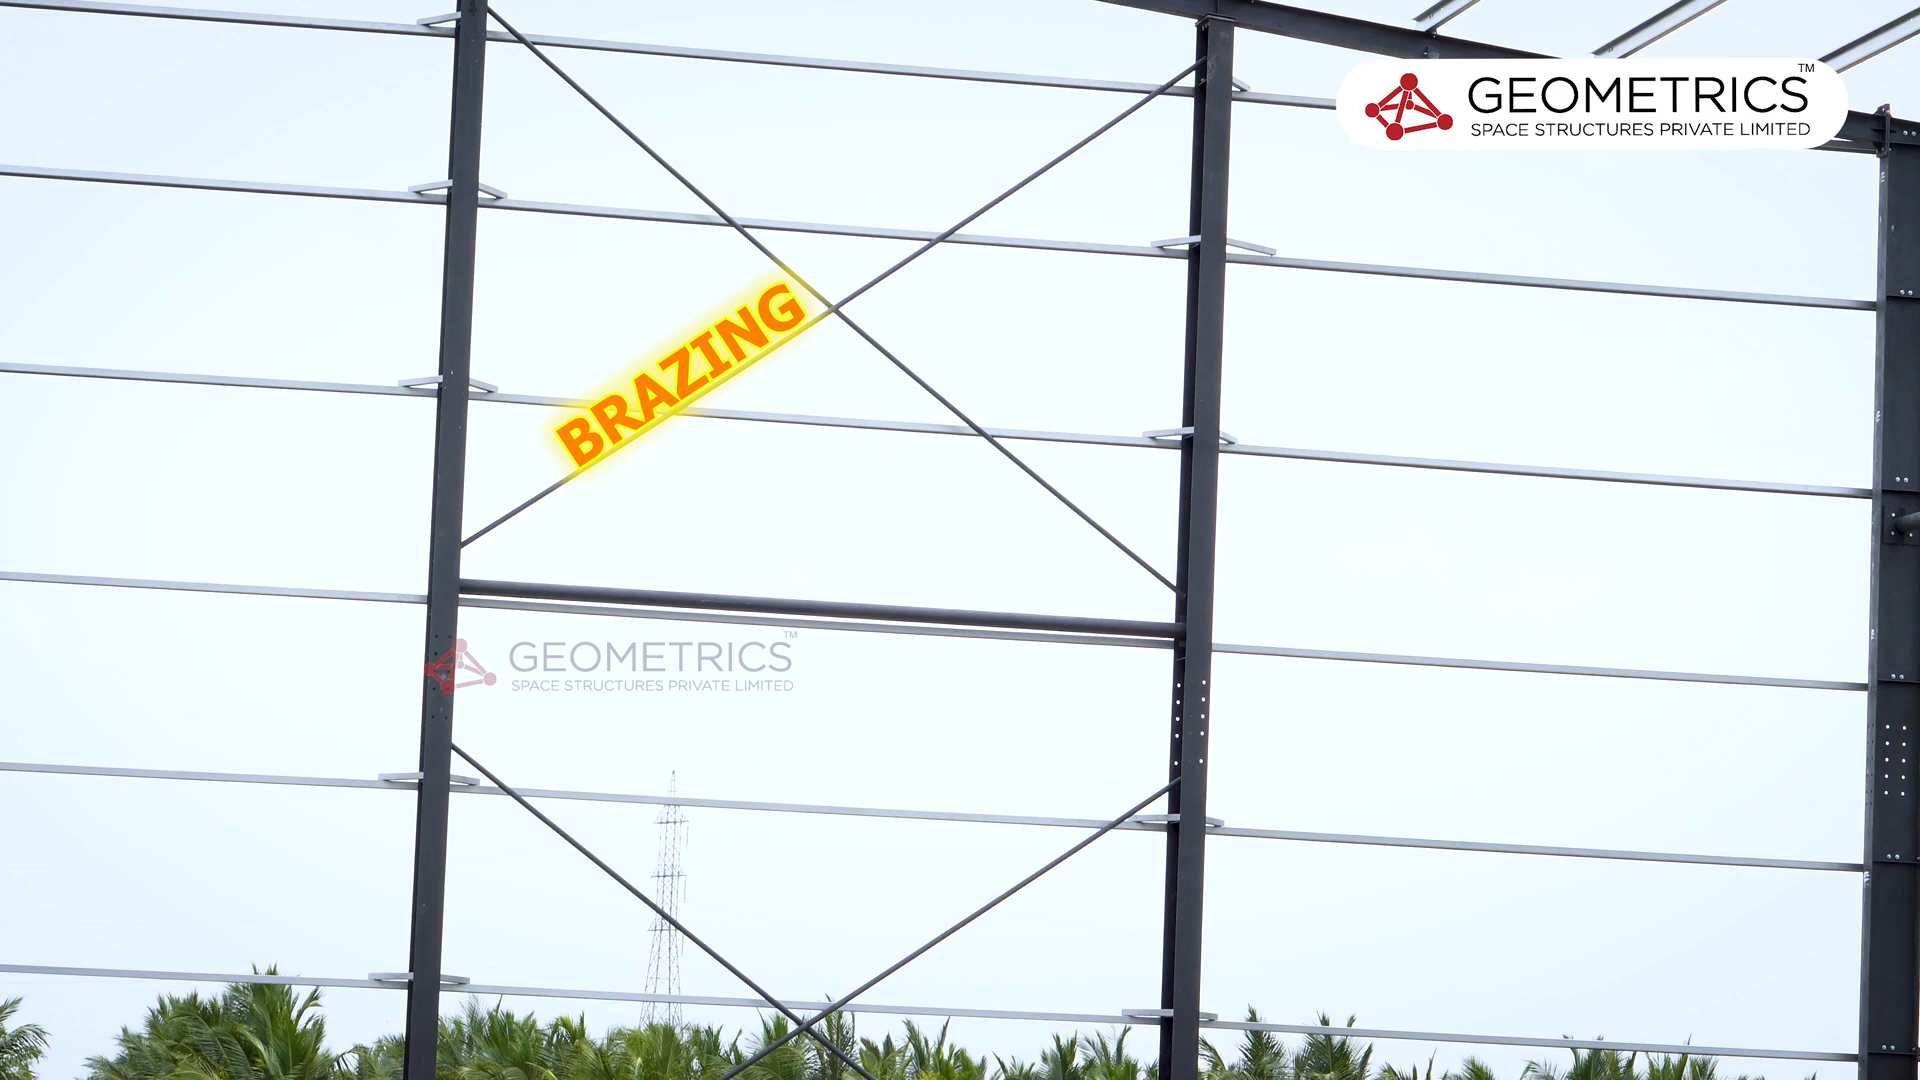 GEOMETRICS™
SPACE STRUCTURES PRIVATE LIMITED
BRAZING
GEOMETRICS™
SPACE STRUCTURES PRIVATE LIMITED